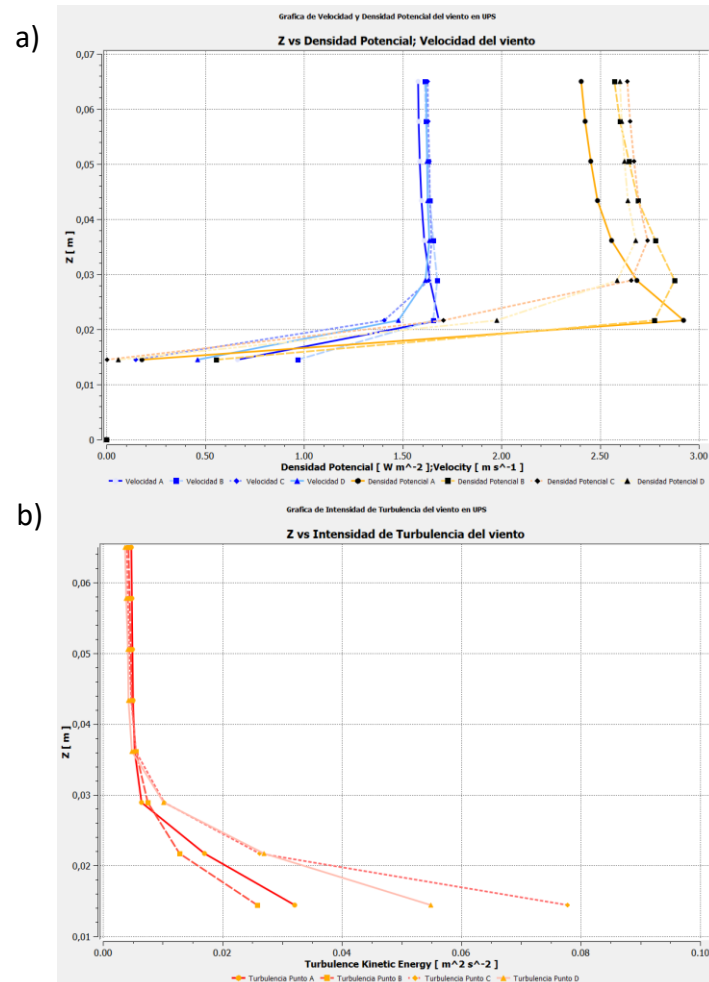 a)
Grafica de Velocidad y Densidad Potencial del viento en UPS
Z vs Densidad Potencial; Velocidad del viento
0,07
0,06
0,05
0,04
0,03
0,02
0,01
0
Z [ m ]
0.00 0.50 1.00 1.50 2.00 2.50 3.00
Densidad Potencial [ W m^-2 ];Velocity [ m s^-1 ]
Velocidad A Velocidad B Velocidad C Velocidad D Densidad Potencial A Densidad Potencial B Densidad Potencial C Densidad Potencial D
b)
Grafica de Intensidad de Turbulencia del viento en UPS
Z vs Intensidad de Turbulencia del viento
0,06
0,05
0,04
0,03
0,02
0,01
Z [ m ]
0.00 0.02 0.04 0.06 0.08 0.10
Turbulence Kinetic Energy [ m^2 s^-2 ]
Turbulencia Punto A Turbulencia Punto B Turbulencia Punto C Turbulencia Punto D